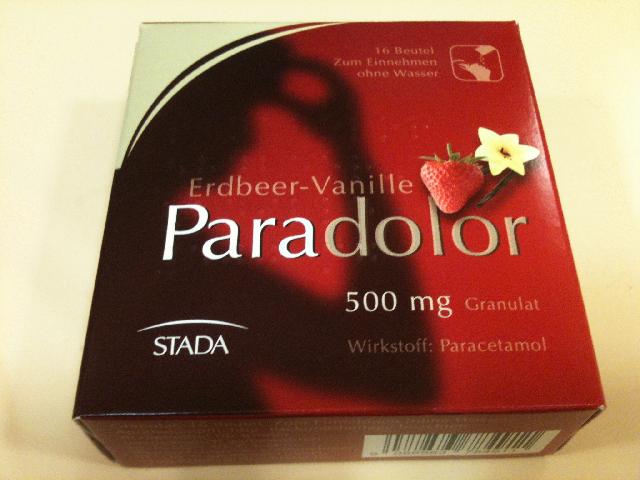 16 Beutel
Zum Einnehmen
ohne Wasser
Erdbeer-Vanille
Paradolor
500 mg Granulat
Wirkstoff: Paracetamol
STADA